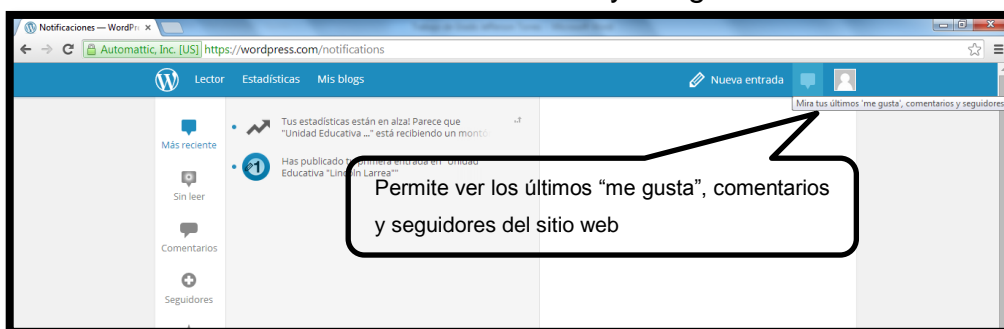 Notificaciones — WordPr
Automattic, Inc. [US] https://wordpress.com/notifications
Lector Estadísticas Mis blogs Nueva entrada
Mira tus últimos 'me gusta', comentarios y seguidores
Más reciente
Tus estadísticas están en alza! Parece que
"Unidad Educativa ..." está recibiendo un mont
Has publicado tu primera entrada en "Unidad
Educativa "Lincoln Larrea""
Sin leer
Comentarios
Seguidores
Permite ver los últimos “me gusta”, comentarios
y seguidores del sitio web